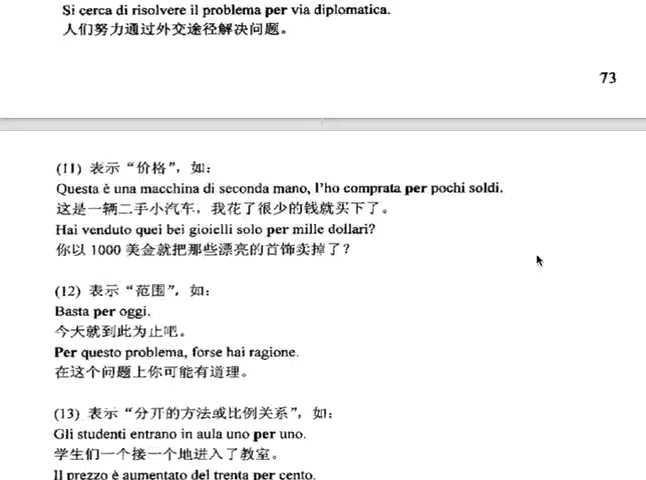 Si cerca di risolvere il problema per via diplomatica.
人们努力通过外交途径解决问题。
73
(11) 表示“价格”，如：
Questa è una macchina di seconda mano, l'ho comprata per pochi soldi.
这是一辆二手小汽车，我花了很少的钱就买下了。
Hai venduto quei bei gioielli solo per mille dollari?
你以 1000 美金就把那些漂亮的首饰卖掉了？
(12) 表示“范围”，如：
Basta per oggi.
今天就到此为止吧。
Per questo problema, forse hai ragione.
在这个问题上你可能有道理。
(13) 表示“分开的方法或比例关系”，如：
Gli studenti entrano in aula uno per uno.
学生们一个接一个地进入了教室。
Il prezzo è aumentato del trenta per cento.